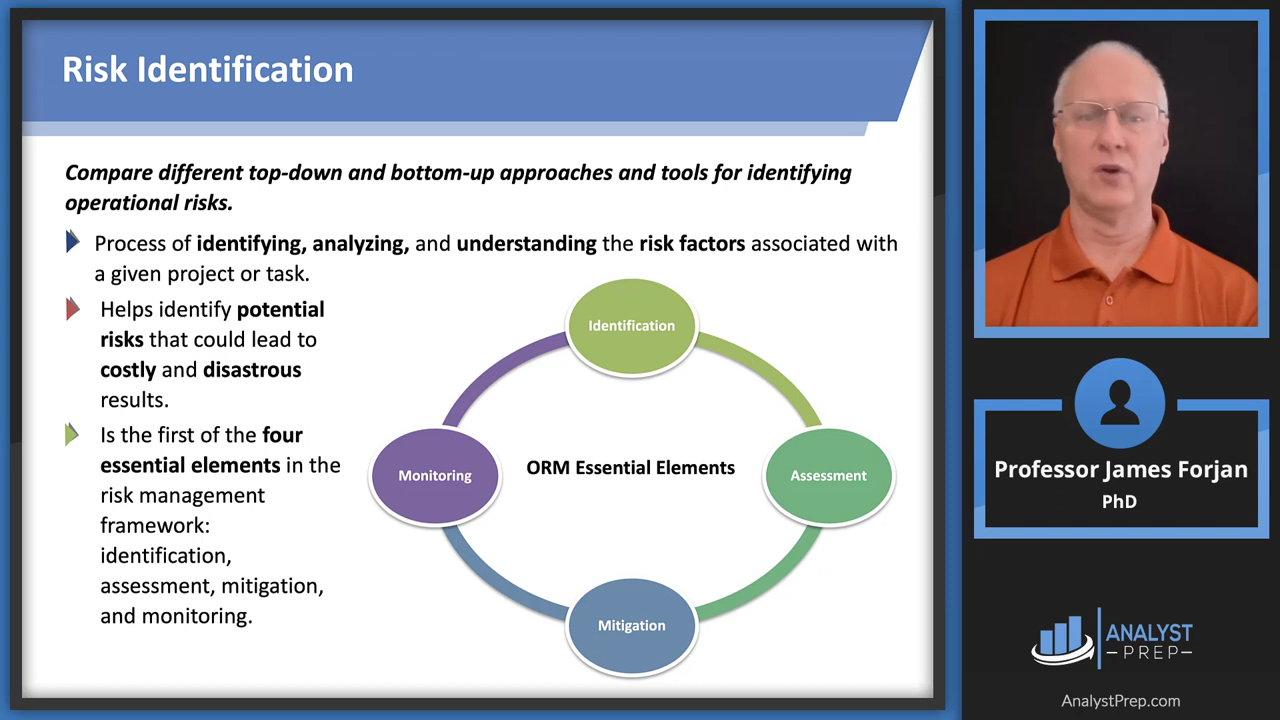 Risk Identification
Compare different top-down and bottom-up approaches and tools for identifying
operational risks.
Process of identifying, analyzing, and understanding the risk factors associated with
a given project or task.
Helps identify potential
risks that could lead to
costly and disastrous
results.
Is the first of the four
essential elements in the
risk management
framework:
identification,
assessment, mitigation,
and monitoring.
Identification
Monitoring
ORM Essential Elements
Assessment
Mitigation
Professor James Forjan
PhD
ANALYST
PREP
AnalystPrep.com